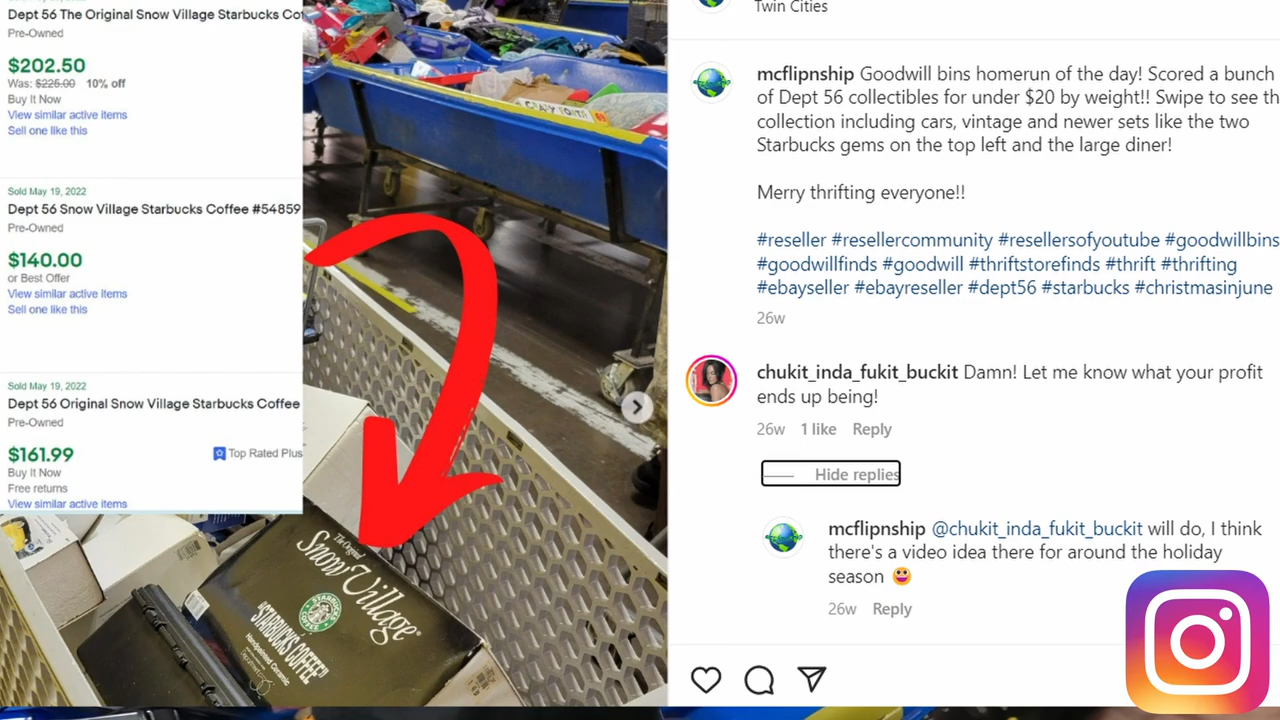 Dept 56 The Original Snow Village Starbucks Cof
Pre-Owned
$202.50
Was: $225.00 10% off
Buy It Now
View similar active items
Sell one like this
Sold May 19, 2022
Dept 56 Snow Village Starbucks Coffee #54859
Pre-Owned
$140.00
or Best Offer
View similar active items
Sell one like this
Sold May 19, 2022
Dept 56 Original Snow Village Starbucks Coffee
Pre-Owned
$161.99
Top Rated Plus
Buy It Now
Free returns
View similar active items
The Original
Snow Village®
STARBUCKS
COFFEE
"STARBUCKS COFFEE"
Handpainted Ceramic
Twin Cities
mcflipnship Goodwill bins homerun of the day! Scored a bunch
of Dept 56 collectibles for under $20 by weight!! Swipe to see th
collection including cars, vintage and newer sets like the two
Starbucks gems on the top left and the large diner!
Merry thrifting everyone!!
#reseller #resellercommunity #resellersofyoutube #goodwillbins
#goodwillfinds #goodwill #thriftstorefinds #thrift #thrifting
#ebayseller #ebayreseller #dept56 #starbucks #christmasinjune
26w
chukit_inda_fukit_buckit Damn! Let me know what your profit
ends up being!
26w 1 like Reply
Hide replies
mcflipnship @chukit_inda_fukit_buckit will do, I think
there's a video idea there for around the holiday
season 😀
26w Reply